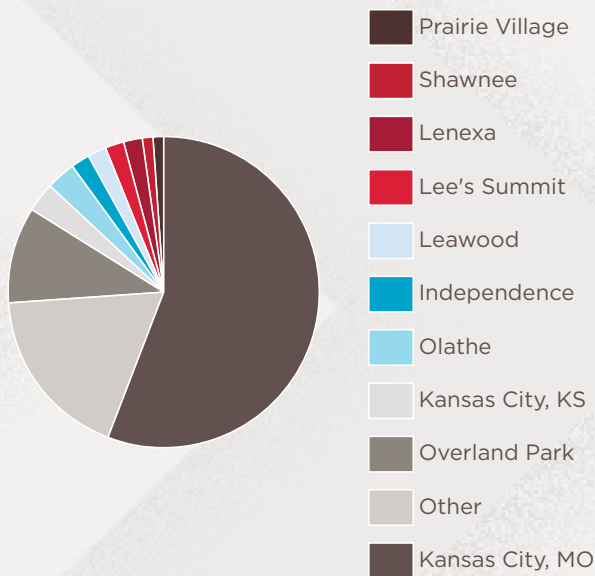 Prairie Village
Shawnee
Lenexa
Lee's Summit
Leawood
Independence
Olathe
Kansas City, KS
Overland Park
Other
Kansas City, MO